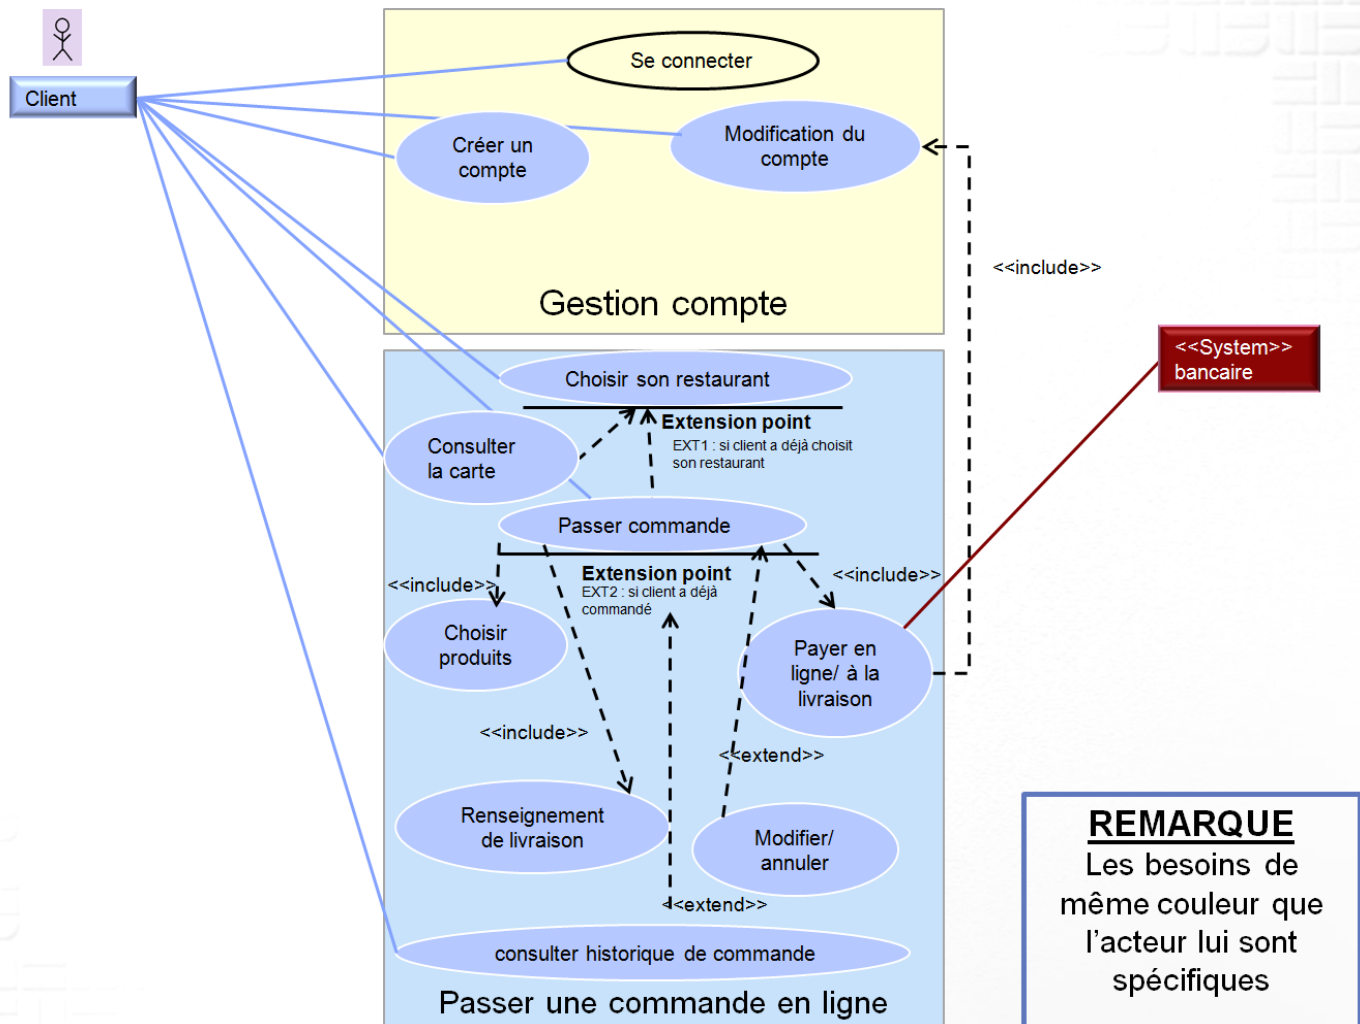 Client
Se connecter
Créer un
compte
Modification du
compte
<<include>>
Gestion compte
<<System>>
bancaire
Choisir son restaurant
Extension point
EXT1 : si client a déjà choisit
son restaurant
Consulter
la carte
Passer commande
<<include>>
Extension point
EXT2 : si client a déjà
commandé
<<include>>
Choisir
produits
Payer en
ligne/ à la
livraison
<<include>>
<<extend>>
Renseignement
de livraison
Modifier/
annuler
<<extend>>
consulter historique de commande
Passer une commande en ligne
REMARQUE
Les besoins de
même couleur que
l'acteur lui sont
spécifiques